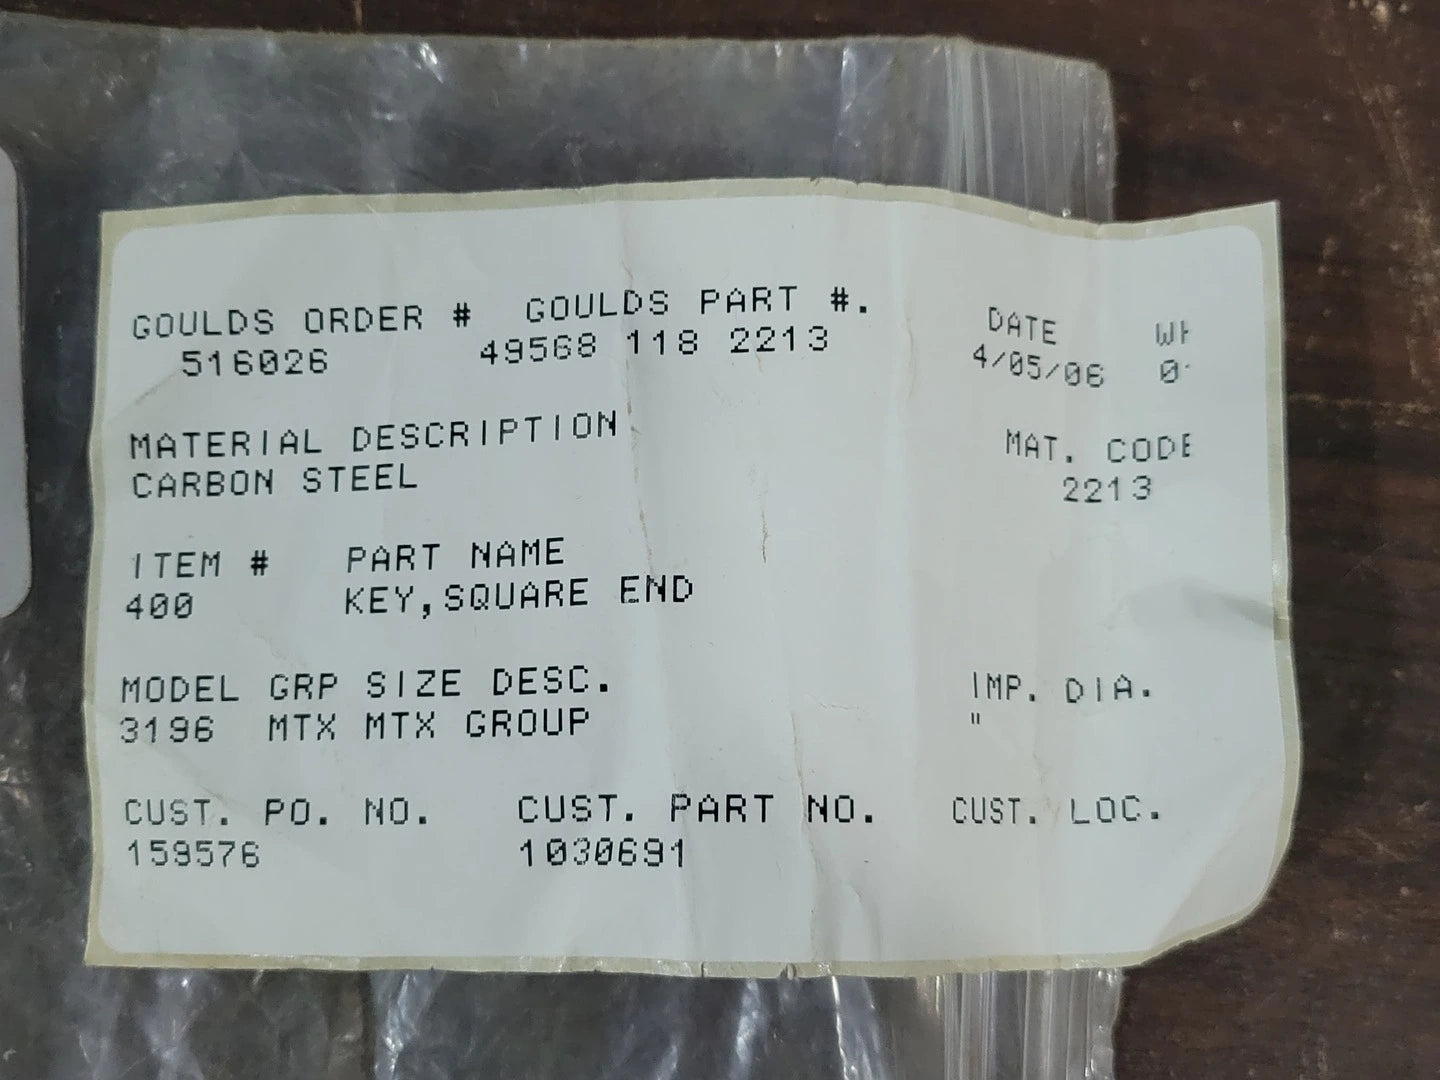 GOULDS ORDER # GOULDS PART #. DATE
516026 49568 118 2213 4/05/06
MATERIAL DESCRIPTION MAT. CODE
CARBON STEEL 2213
ITEM # PART NAME
400 KEY,SQUARE END
MODEL GRP SIZE DESC. IMP. DIA.
3196 MTX MTX GROUP "
CUST. PO. NO. CUST. PART NO. CUST. LOC.
159576 1030691